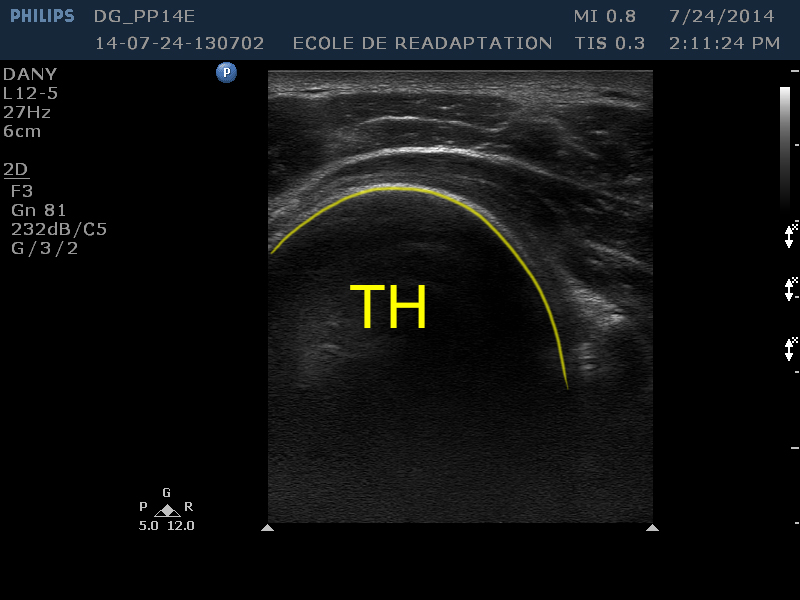 PHILIPS DG_PP14E MI 0.8 7/24/2014
14-07-24-130702 ECOLE DE READAPTATION TIS 0.3 2:11:24 PM
DANY
L12-5
27Hz
6cm
2D
F3
Gn 81
232dB/C5
G/3/2
P
TH
G
P R
5.0 12.0